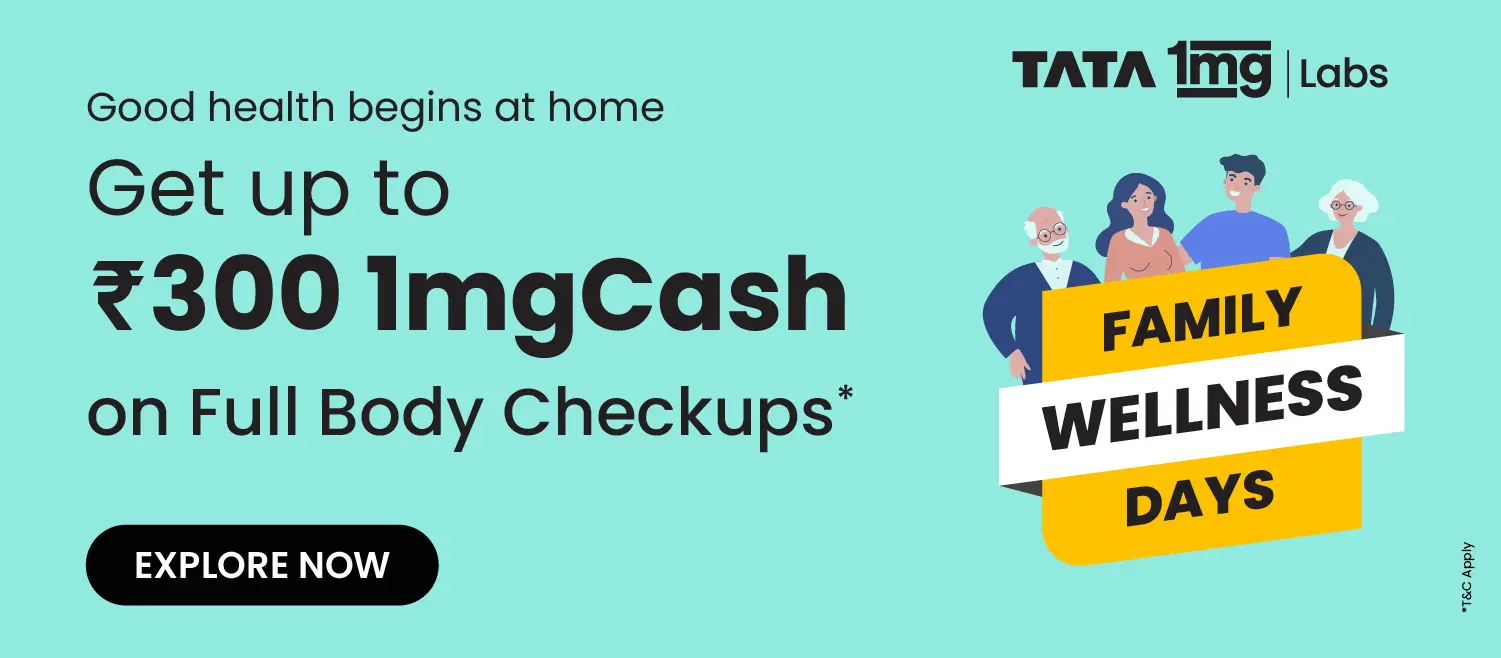 Good health begins at home
Get up to
₹300 1mgCash
on Full Body Checkups*
EXPLORE NOW
TATA 1mg | Labs
FAMILY
WELLNESS
DAYS
*T&C Apply